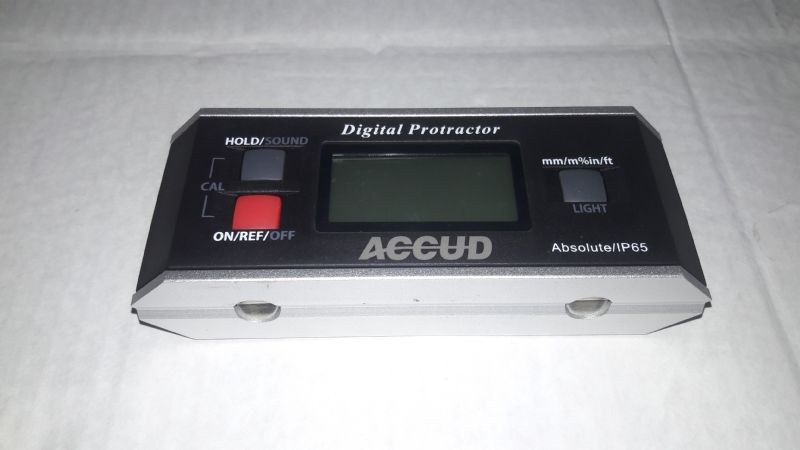 Digital Protractor
HOLD/SOUND
CAL
ON/REF/OFF
mm/m%in/ft
LIGHT
ACCUD
Absolute/IP65